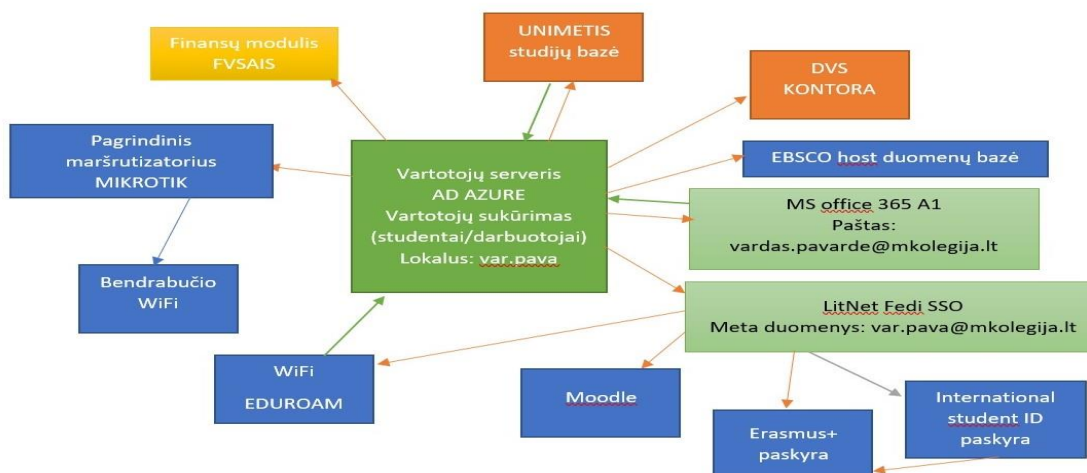 Finansų modulis
FVSAIS
UNIMETIS
studijų bazė
DVS
KONTORA
Pagrindinis
maršrutizatorius
MIKROTIK
Vartotojų serveris
AD AZURE
Vartotojų sukūrimas
(studentai/darbuotojai)
Lokalus: var.pava
EBSCO host duomenų bazė
MS office 365 A1
Paštas:
vardas.pavarde@mkolegija.lt
Bendrabučio
WiFi
LitNet Fedi SSO
Meta duomenys: var.pava@mkolegija.lt
WiFi
EDUROAM
Moodle
Erasmus+
paskyra
International
student ID
paskyra